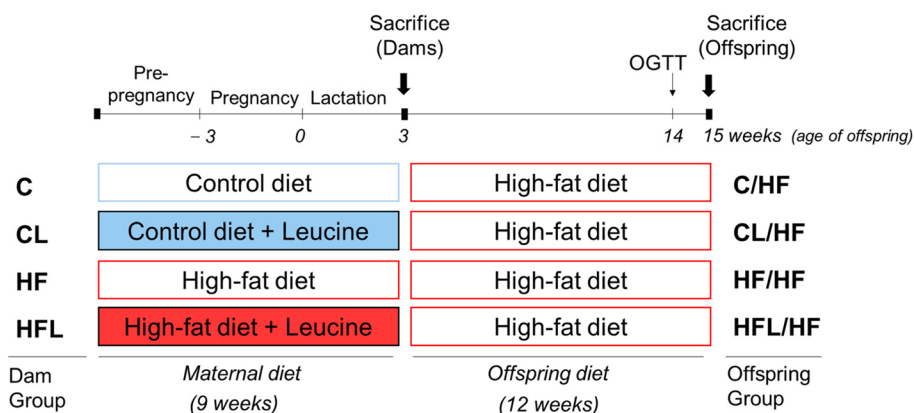 Sacrifice
(Dams)
Sacrifice
(Offspring)
OGTT
Pre-
pregnancy
Pregnancy
Lactation
– 3
0
3
14
15 weeks (age of offspring)
C
Control diet
High-fat diet
C/HF
CL
Control diet + Leucine
High-fat diet
CL/HF
HF
High-fat diet
High-fat diet
HF/HF
HFL
High-fat diet + Leucine
High-fat diet
HFL/HF
Dam
Group
Maternal diet
(9 weeks)
Offspring diet
(12 weeks)
Offspring
Group